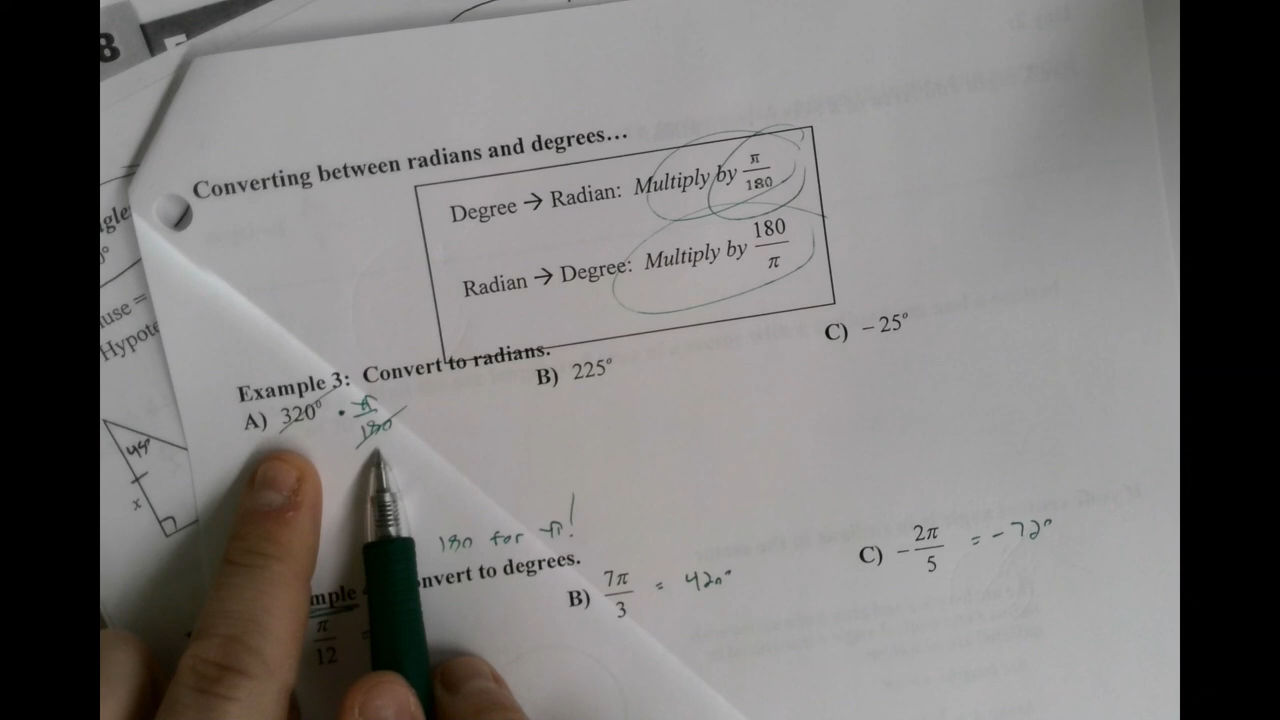 8
Converting between radians and degrees…
Degree → Radian: Multiply by π/180
Radian → Degree: Multiply by 180/π
use =
Hypote
45°
x
Example 3: Convert to radians.
A) 320° · π/180
B) 225°
C) −25°
180 for π!
nvert to degrees.
π/12 =
B) 7π/3 = 420°
C) −2π/5 = −72°